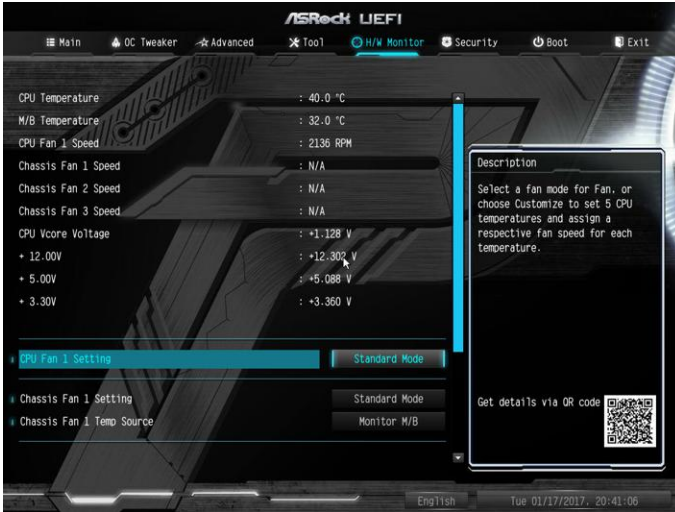 ASRock UEFI
Main OC Tweaker Advanced Tool H/W Monitor Security Boot Exit
CPU Temperature : 40.0 °C
M/B Temperature : 32.0 °C
CPU Fan 1 Speed : 2136 RPM
Chassis Fan 1 Speed : N/A
Chassis Fan 2 Speed : N/A
Chassis Fan 3 Speed : N/A
CPU Vcore Voltage : +1.128 V
+ 12.00V : +12.302 V
+ 5.00V : +5.088 V
+ 3.30V : +3.360 V
CPU Fan 1 Setting Standard Mode
Chassis Fan 1 Setting Standard Mode
Chassis Fan 1 Temp Source Monitor M/B
Description
Select a fan mode for Fan. or
choose Customize to set 5 CPU
temperatures and assign a
respective fan speed for each
temperature.
Get details via QR code
English Tue 01/17/2017. 20:41:06